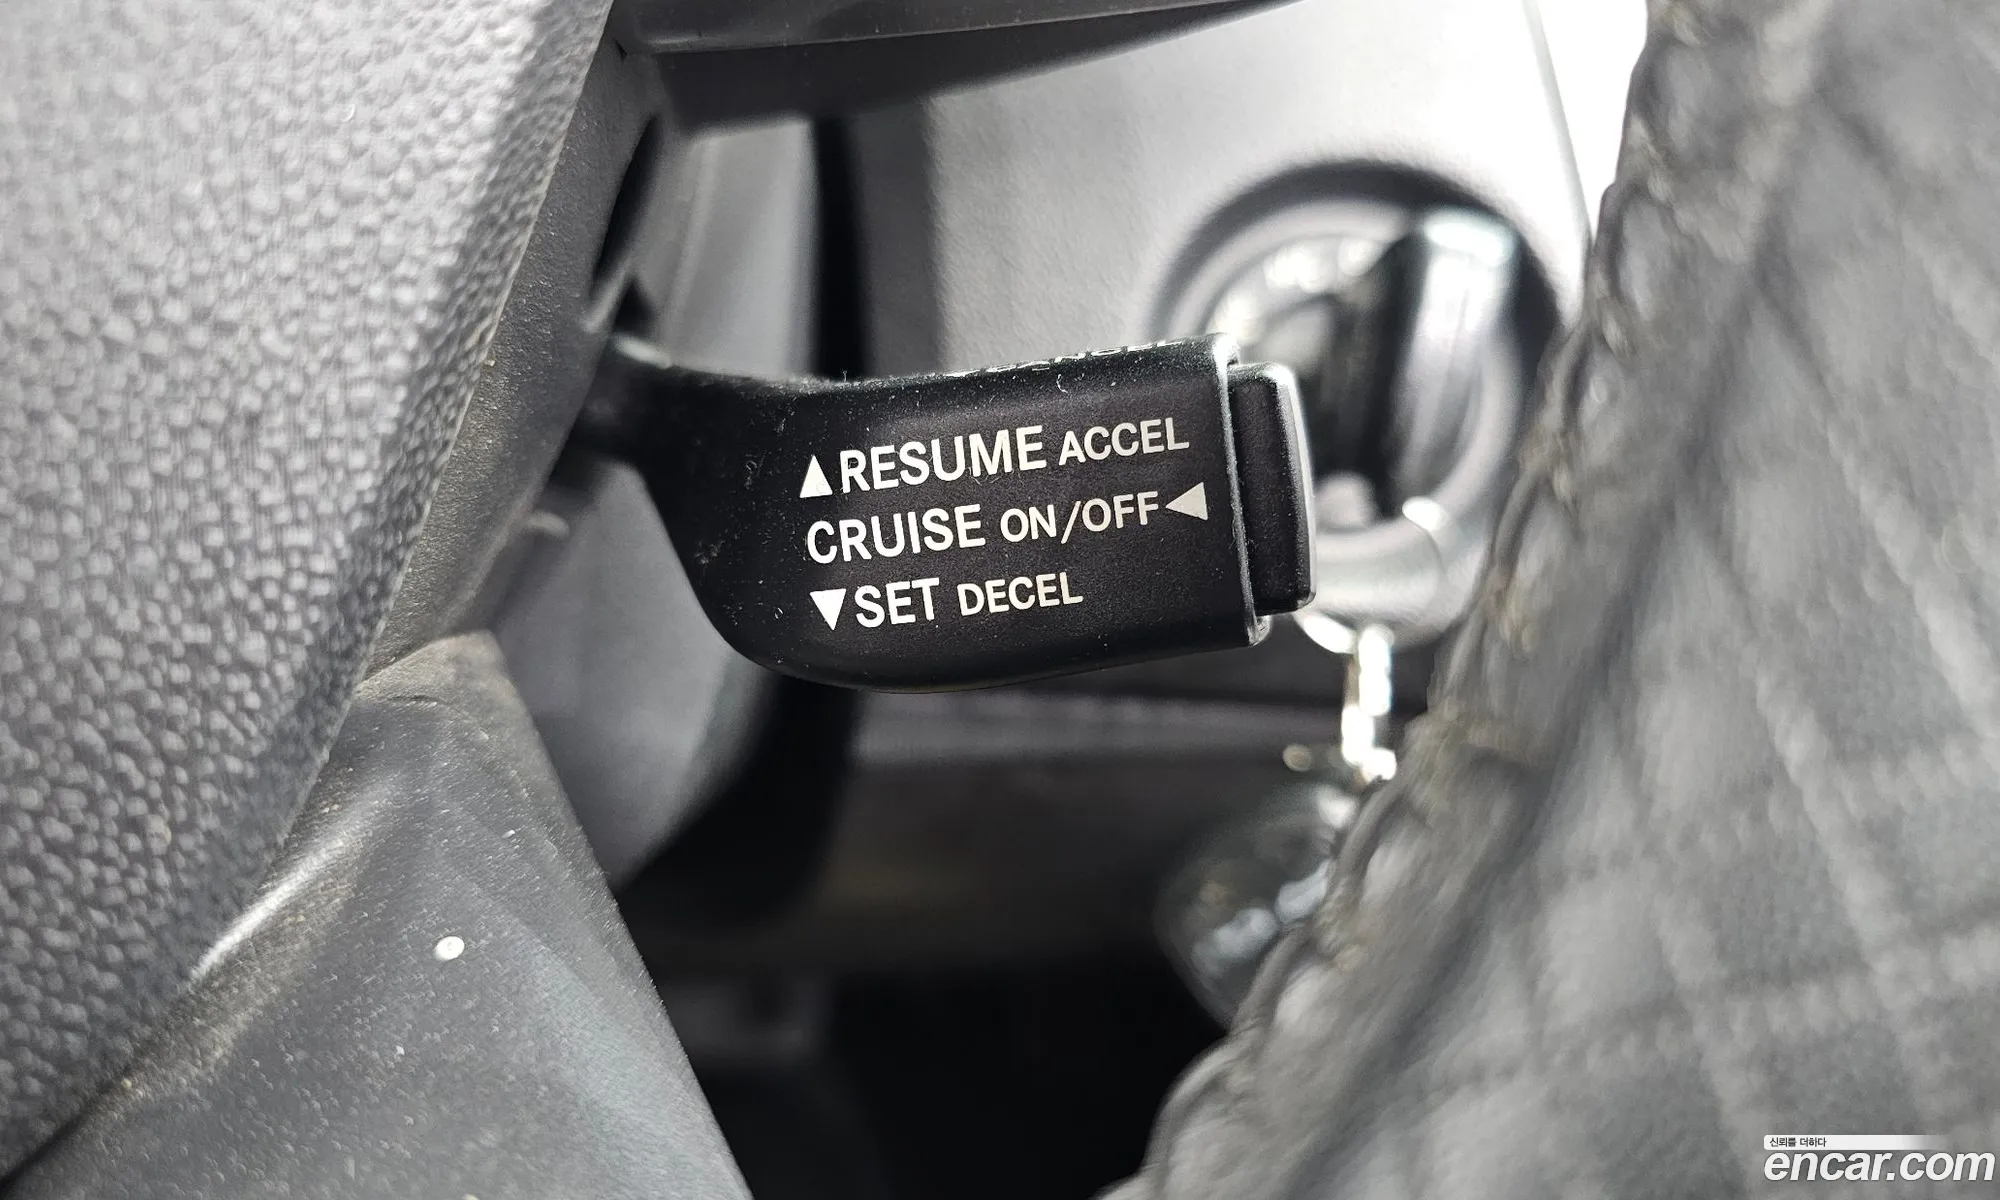 ▲RESUME ACCEL
CRUISE ON/OFF◀
▼SET DECEL
신뢰를 더하다
encar.com